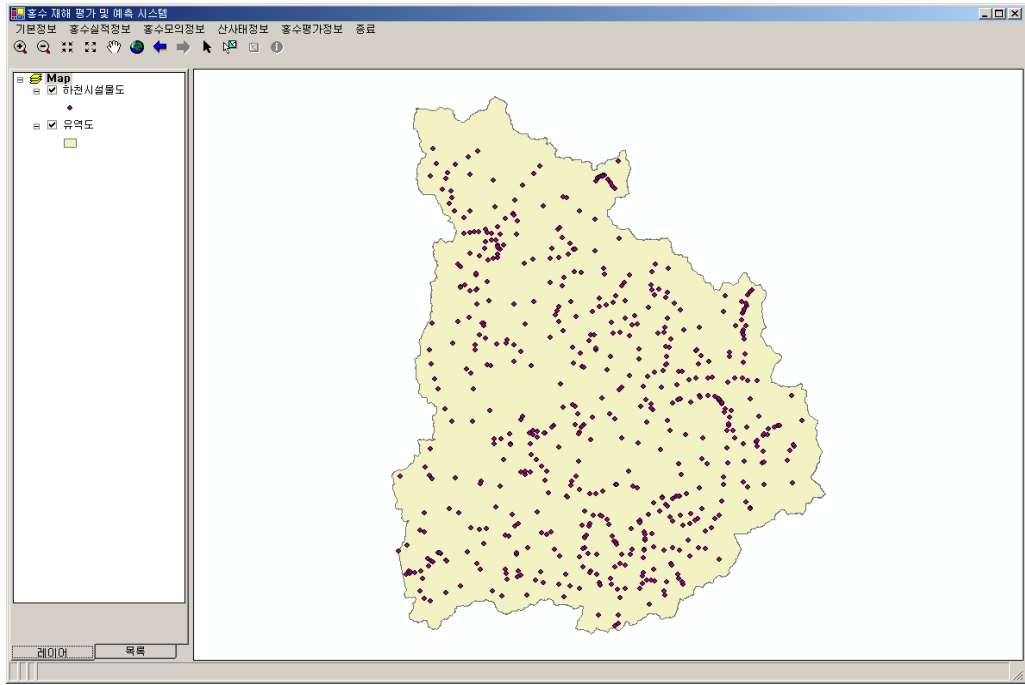 홍수 재해 평가 및 예측 시스템
기본정보 홍수실적정보 홍수모의정보 산사태정보 홍수평가정보 종료
Map
하천시설물도
유역도
레이어 목록